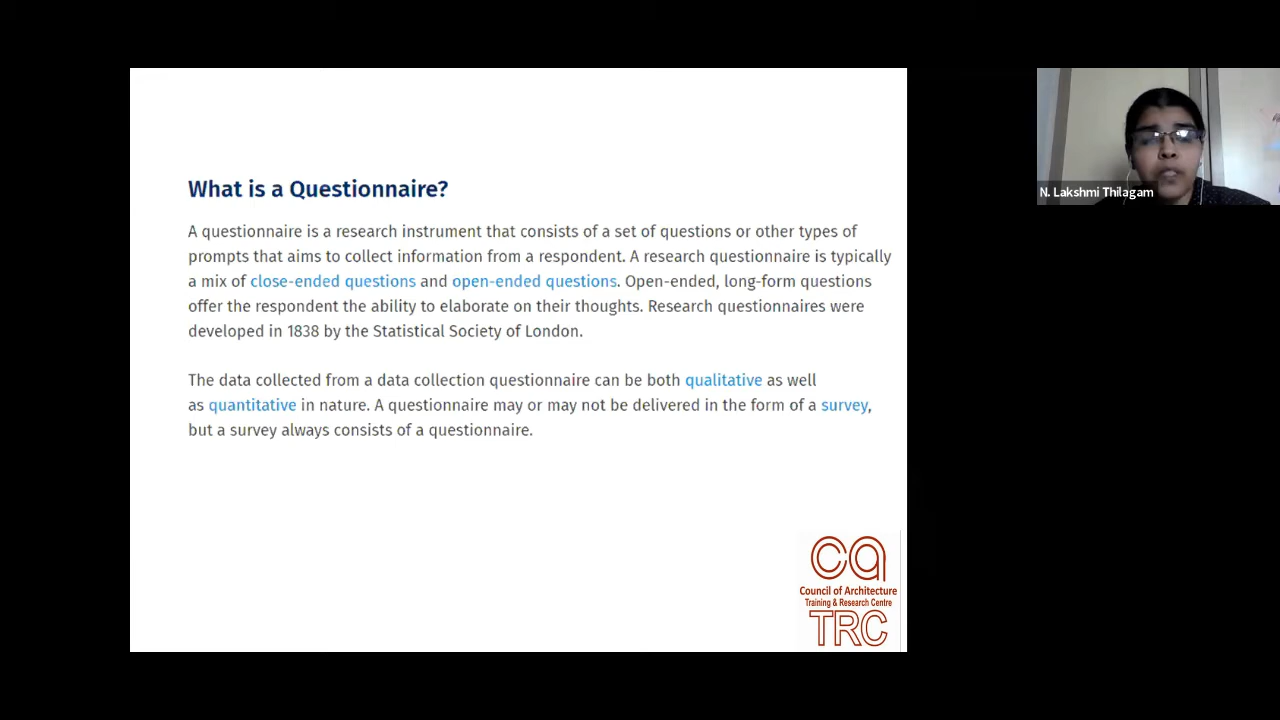 What is a Questionnaire?
A questionnaire is a research instrument that consists of a set of questions or other types of
prompts that aims to collect information from a respondent. A research questionnaire is typically
a mix of close-ended questions and open-ended questions. Open-ended, long-form questions
offer the respondent the ability to elaborate on their thoughts. Research questionnaires were
developed in 1838 by the Statistical Society of London.
The data collected from a data collection questionnaire can be both qualitative as well
as quantitative in nature. A questionnaire may or may not be delivered in the form of a survey,
but a survey always consists of a questionnaire.
ca
Council of Architecture
Training & Research Centre
TRC
N. Lakshmi Thilagam